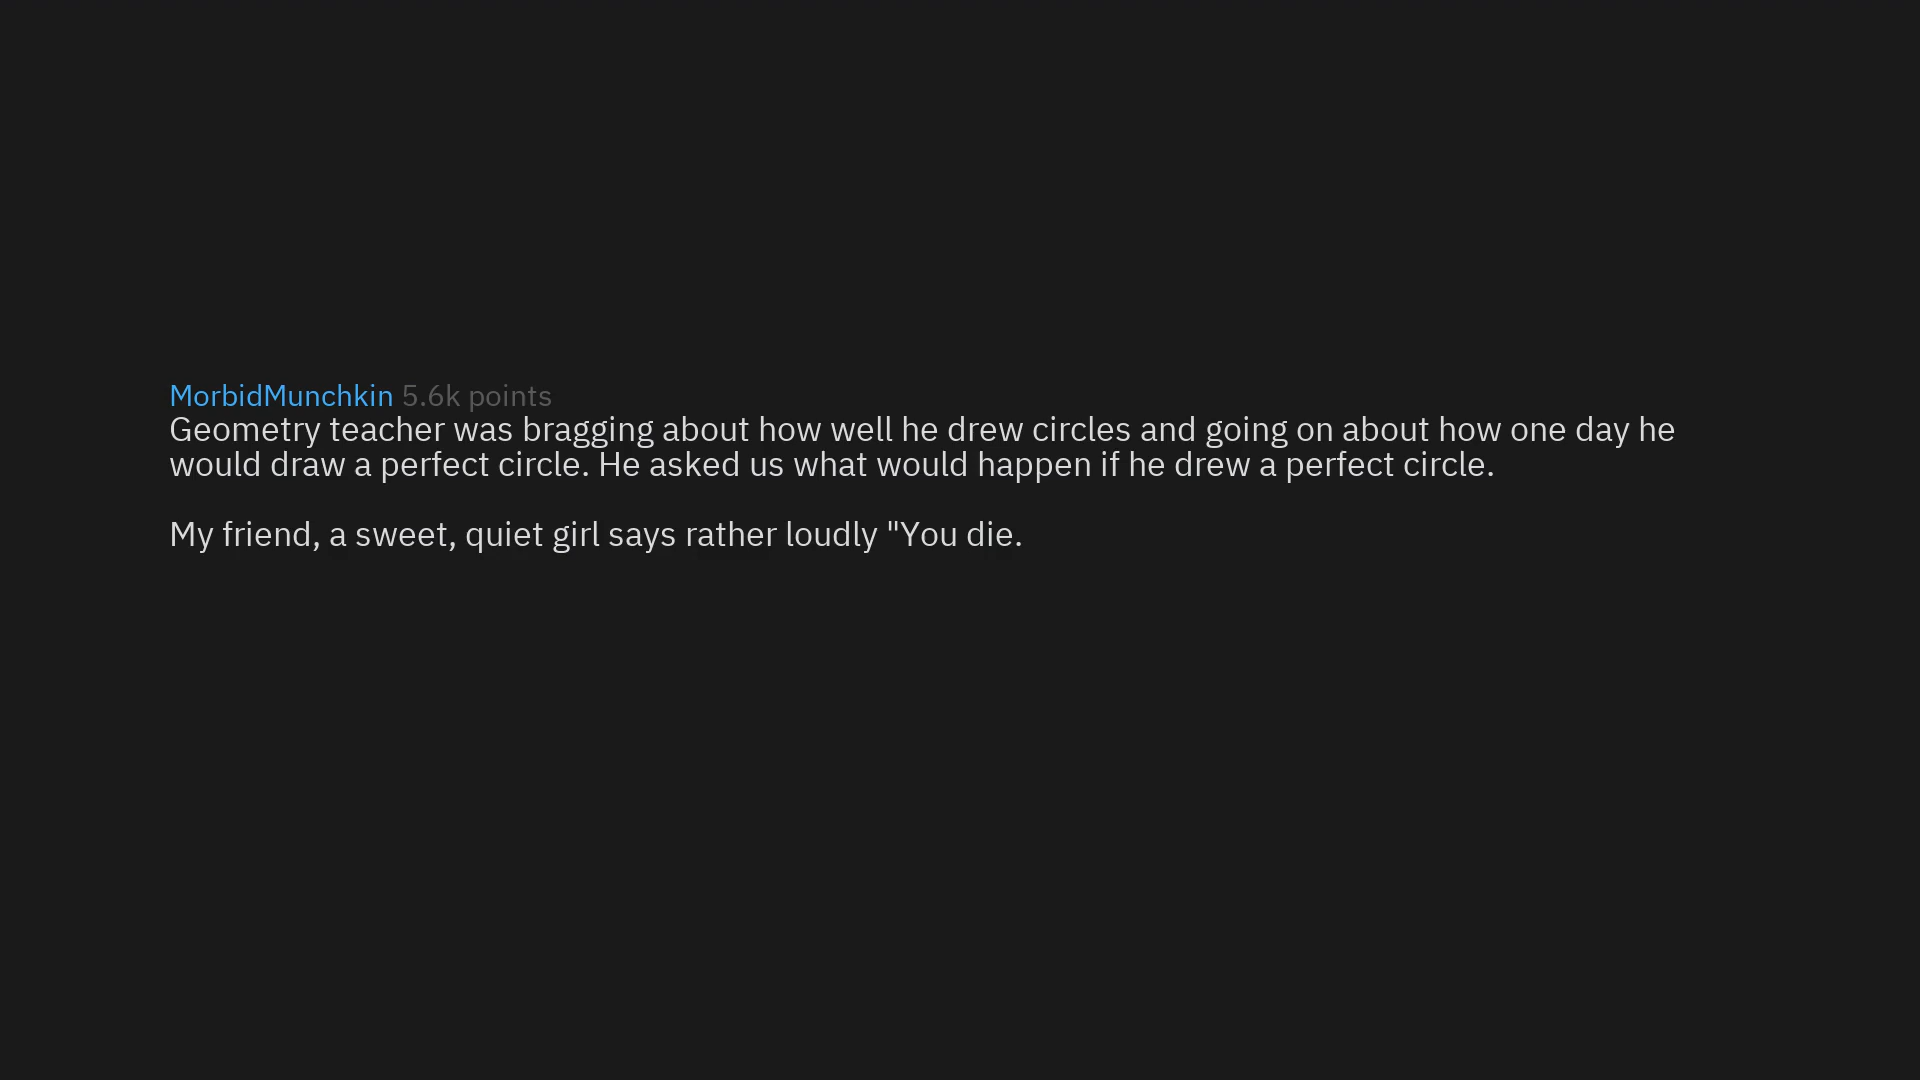 MorbidMunchkin 5.6k points
Geometry teacher was bragging about how well he drew circles and going on about how one day he
would draw a perfect circle. He asked us what would happen if he drew a perfect circle.
My friend, a sweet, quiet girl says rather loudly "You die.